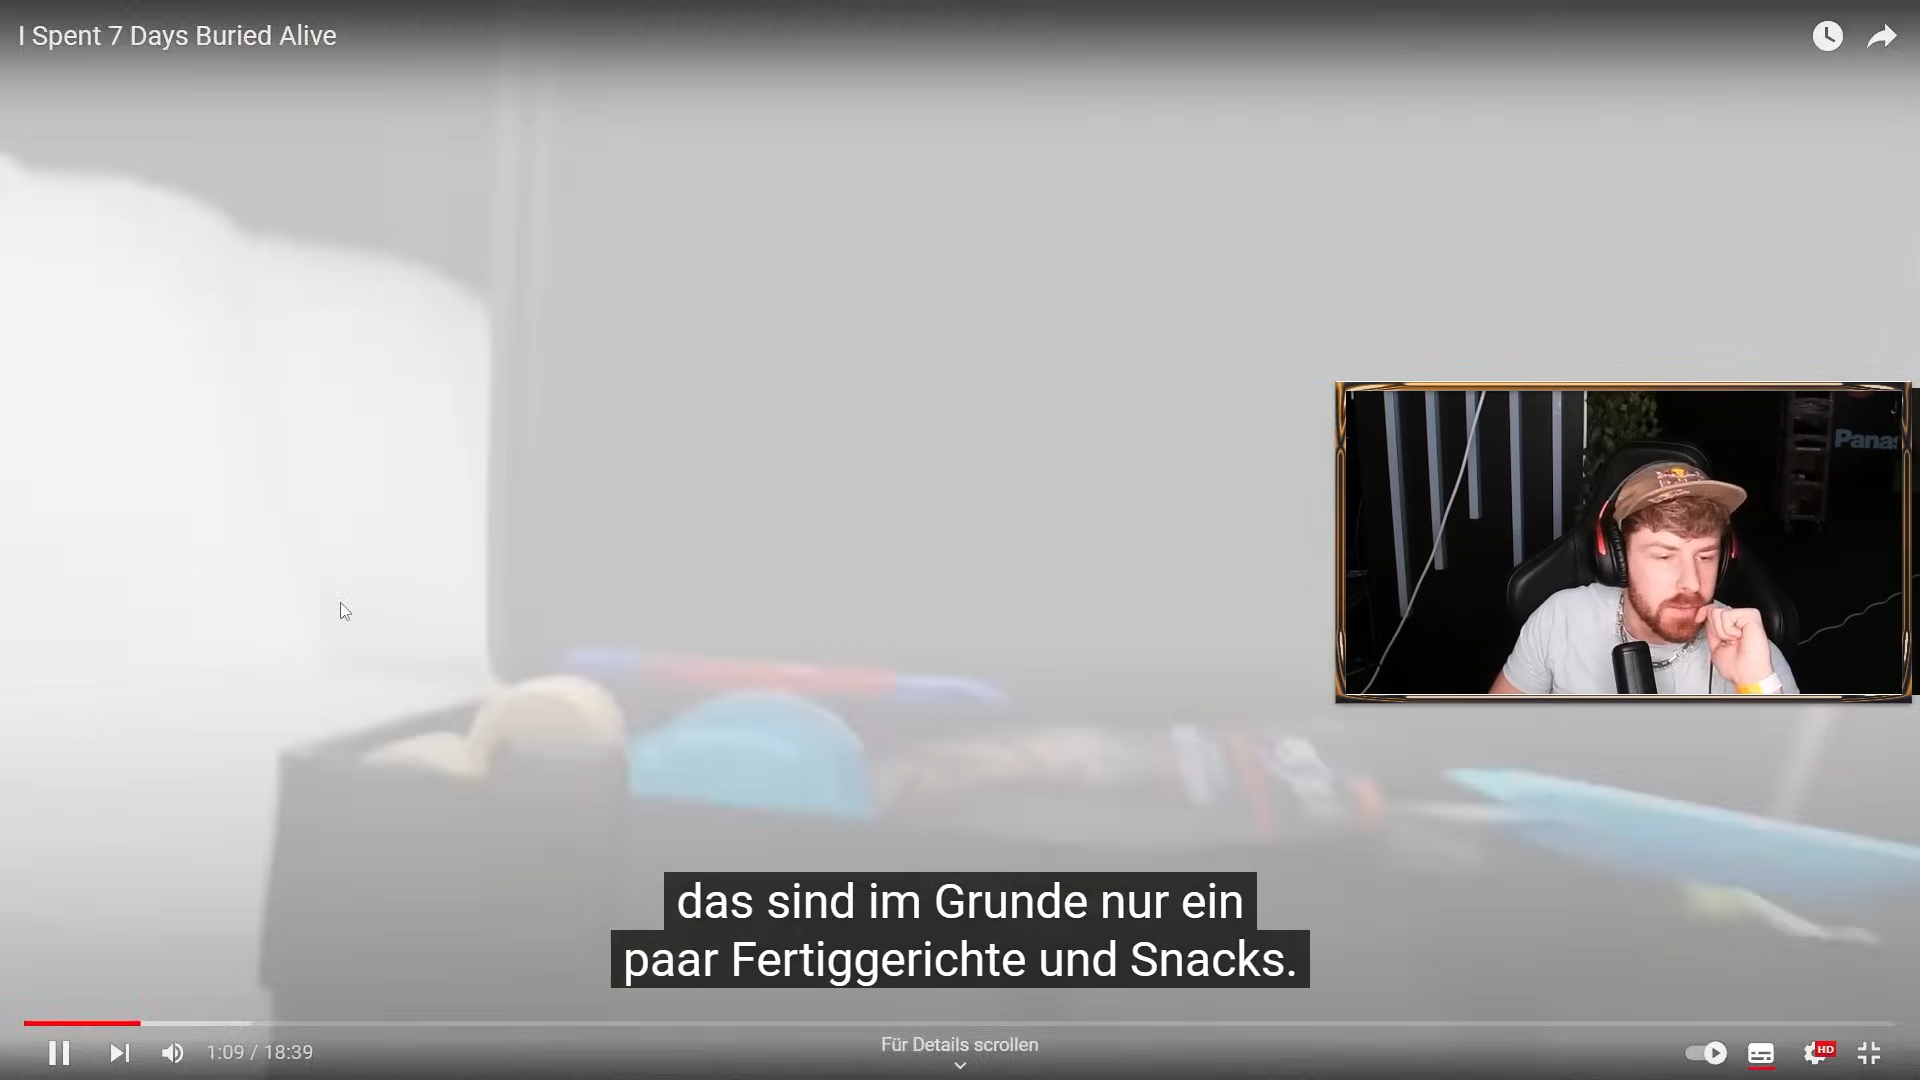 I Spent 7 Days Buried Alive
Panas
das sind im Grunde nur ein
paar Fertiggerichte und Snacks.
Für Details scrollen
1:09 / 18:39
HD